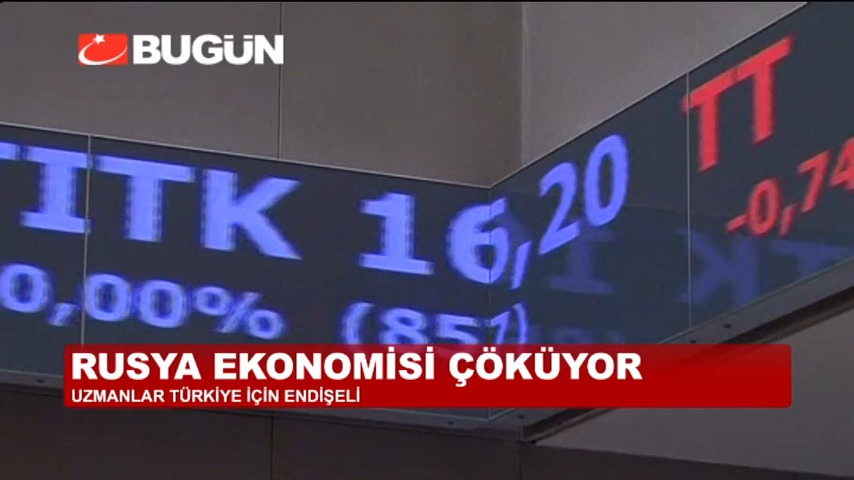 BUGÜN
TITK 16,20
0,00% (857)
TT
-0,74
RUSYA EKONOMİSİ ÇÖKÜYOR
UZMANLAR TÜRKİYE İÇİN ENDİŞELİ